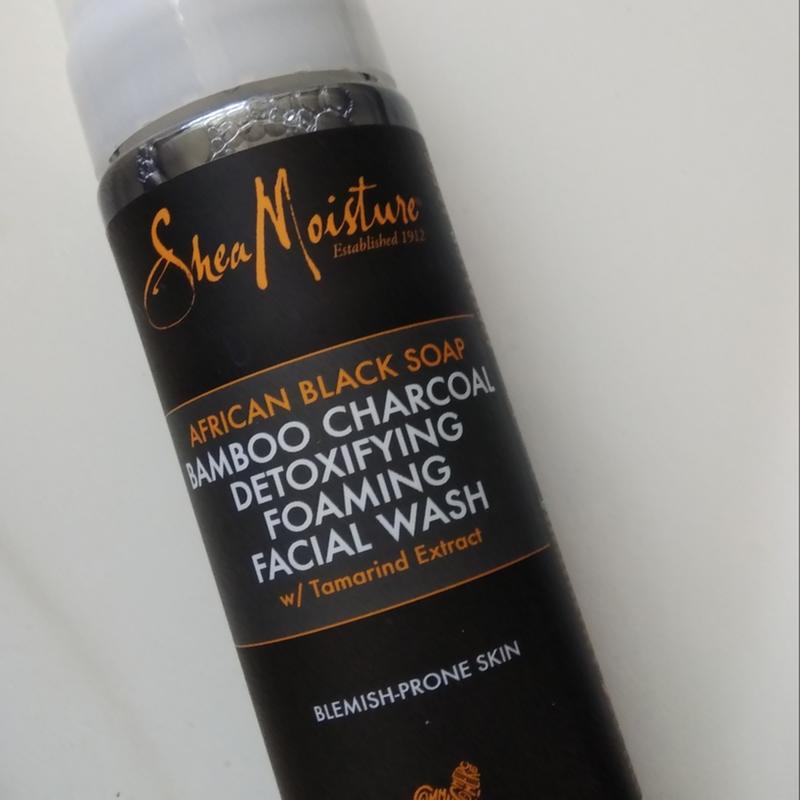 SheaMoisture
Established 1912
AFRICAN BLACK SOAP
BAMBOO CHARCOAL
DETOXIFYING
FOAMING
FACIAL WASH
w/ Tamarind Extract
BLEMISH-PRONE SKIN